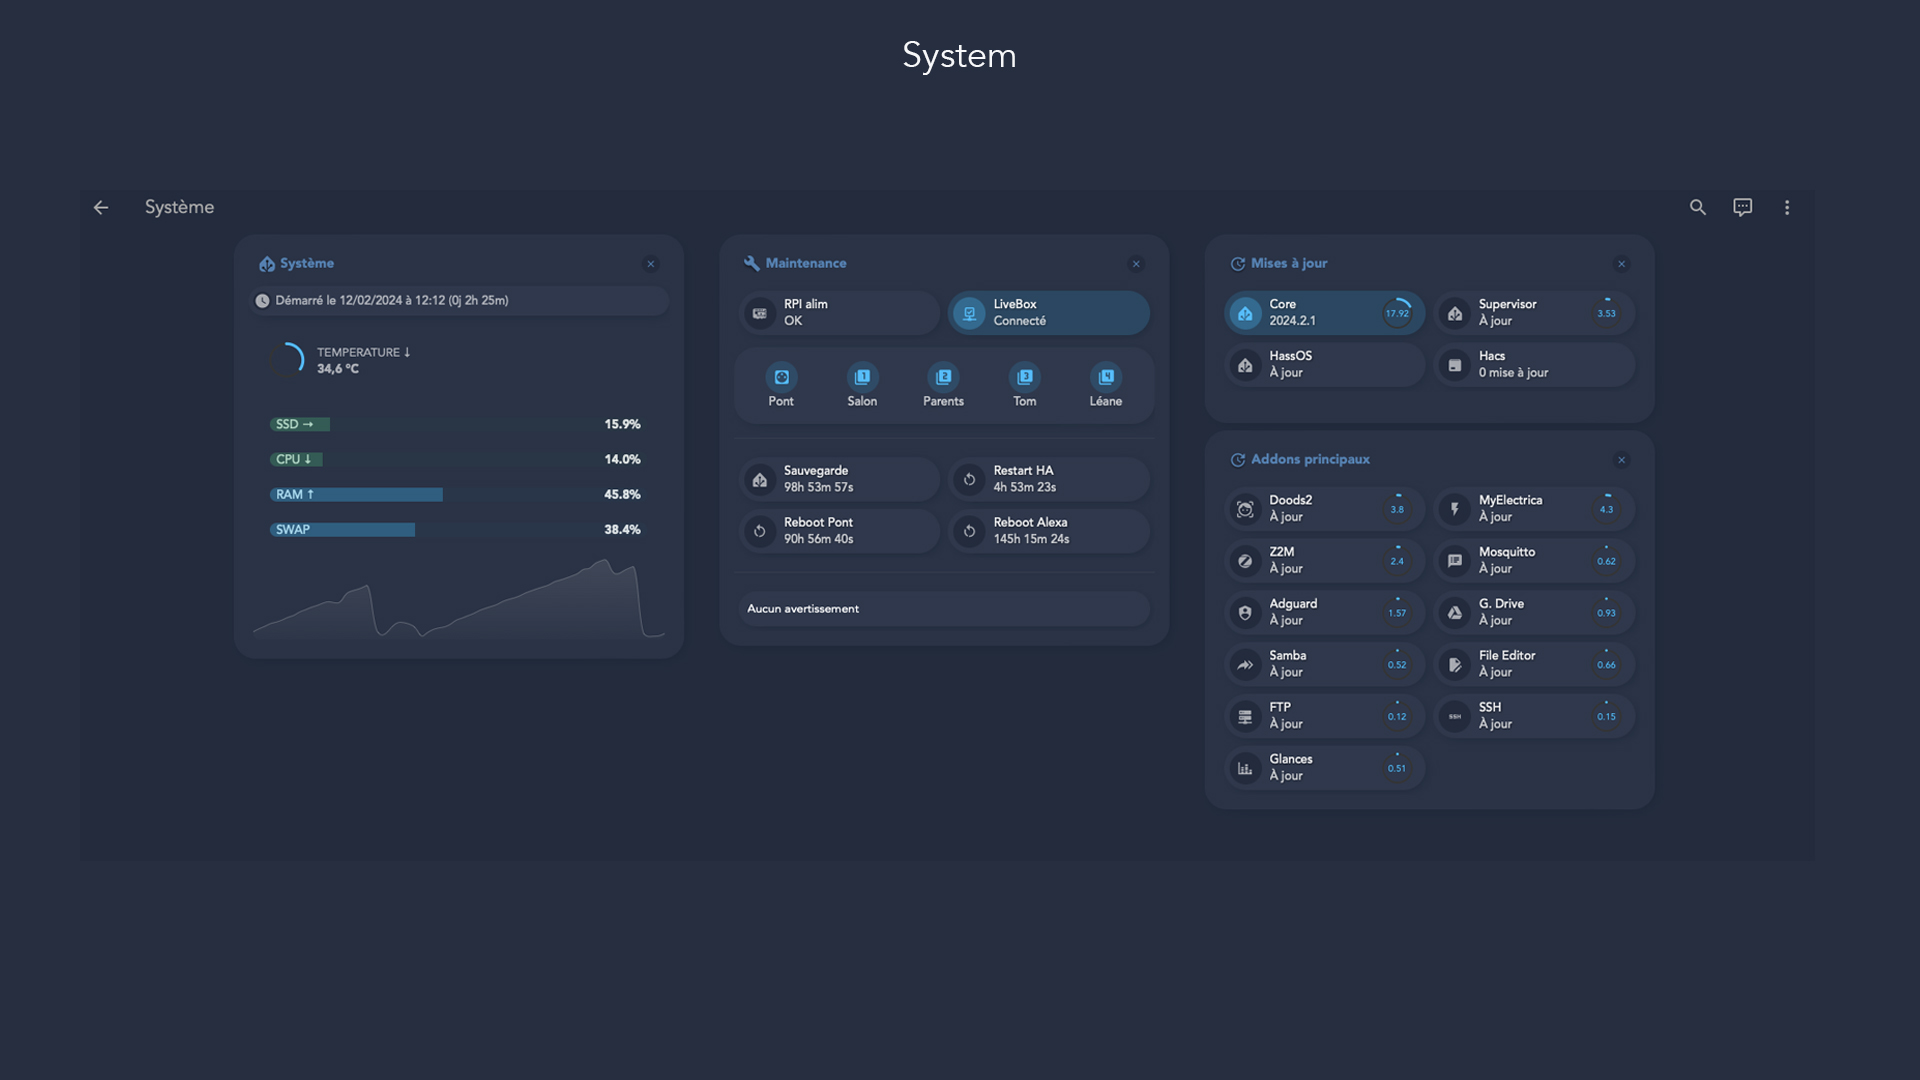 System
Système
Système
Démarré le 12/02/2024 à 12:12 (0j 2h 25m)
TEMPERATURE ↓
34,6 °C
SSD → 15.9%
CPU ↓ 14.0%
RAM ↑ 45.8%
SWAP 38.4%
Maintenance
RPI alim
OK
LiveBox
Connecté
1 2 3 4
Pont Salon Parents Tom Léane
Sauvegarde
98h 53m 57s
Restart HA
4h 53m 23s
Reboot Pont
90h 56m 40s
Reboot Alexa
145h 15m 24s
Aucun avertissement
Mises à jour
Core
2024.2.1
17.92
Supervisor
À jour
3.53
HassOS
À jour
Hacs
0 mise à jour
Addons principaux
Doods2
À jour
3.8
MyElectrica
À jour
4.3
Z2M
À jour
2.4
Mosquitto
À jour
0.62
Adguard
À jour
1.57
G. Drive
À jour
0.93
Samba
À jour
0.52
File Editor
À jour
0.66
FTP
À jour
0.12
SSH
SSH
À jour
0.15
Glances
À jour
0.51